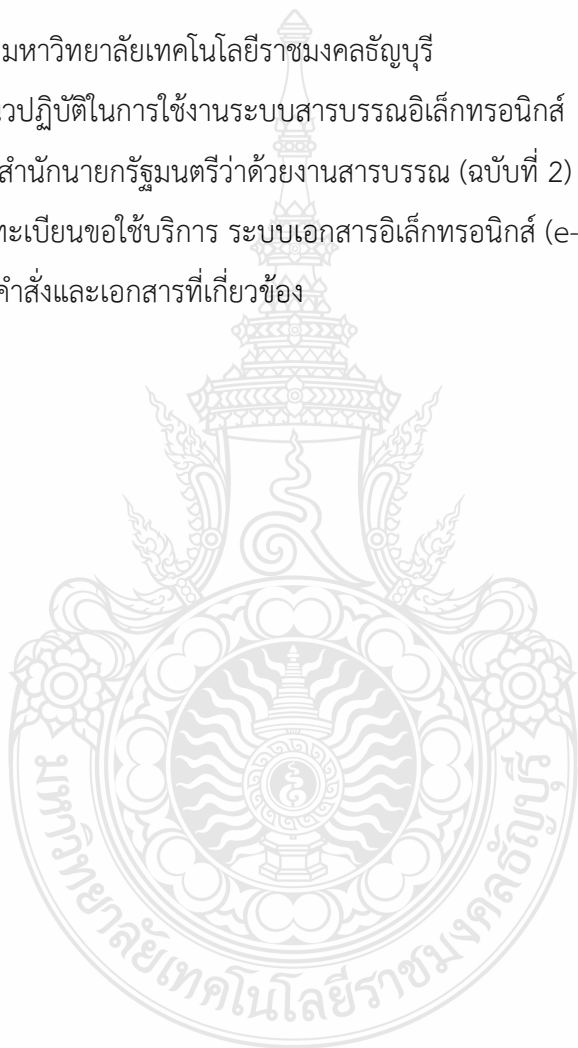 มหาวิทยาลัยเทคโนโลยีราชมงคลธัญบุรี
วปฏิบัติในการใช้งานระบบสารบรรณอิเล็กทรอนิกส์
สำนักนายกรัฐมนตรีว่าด้วยงานสารบรรณ (ฉบับที่ 2)
ทะเบียนขอใช้บริการ ระบบเอกสารอิเล็กทรอนิกส์ (e-
คำสั่งและเอกสารที่เกี่ยวข้อง
มหาวิทยาลัยเทคโนโลยีราชมงคลธัญบุรี